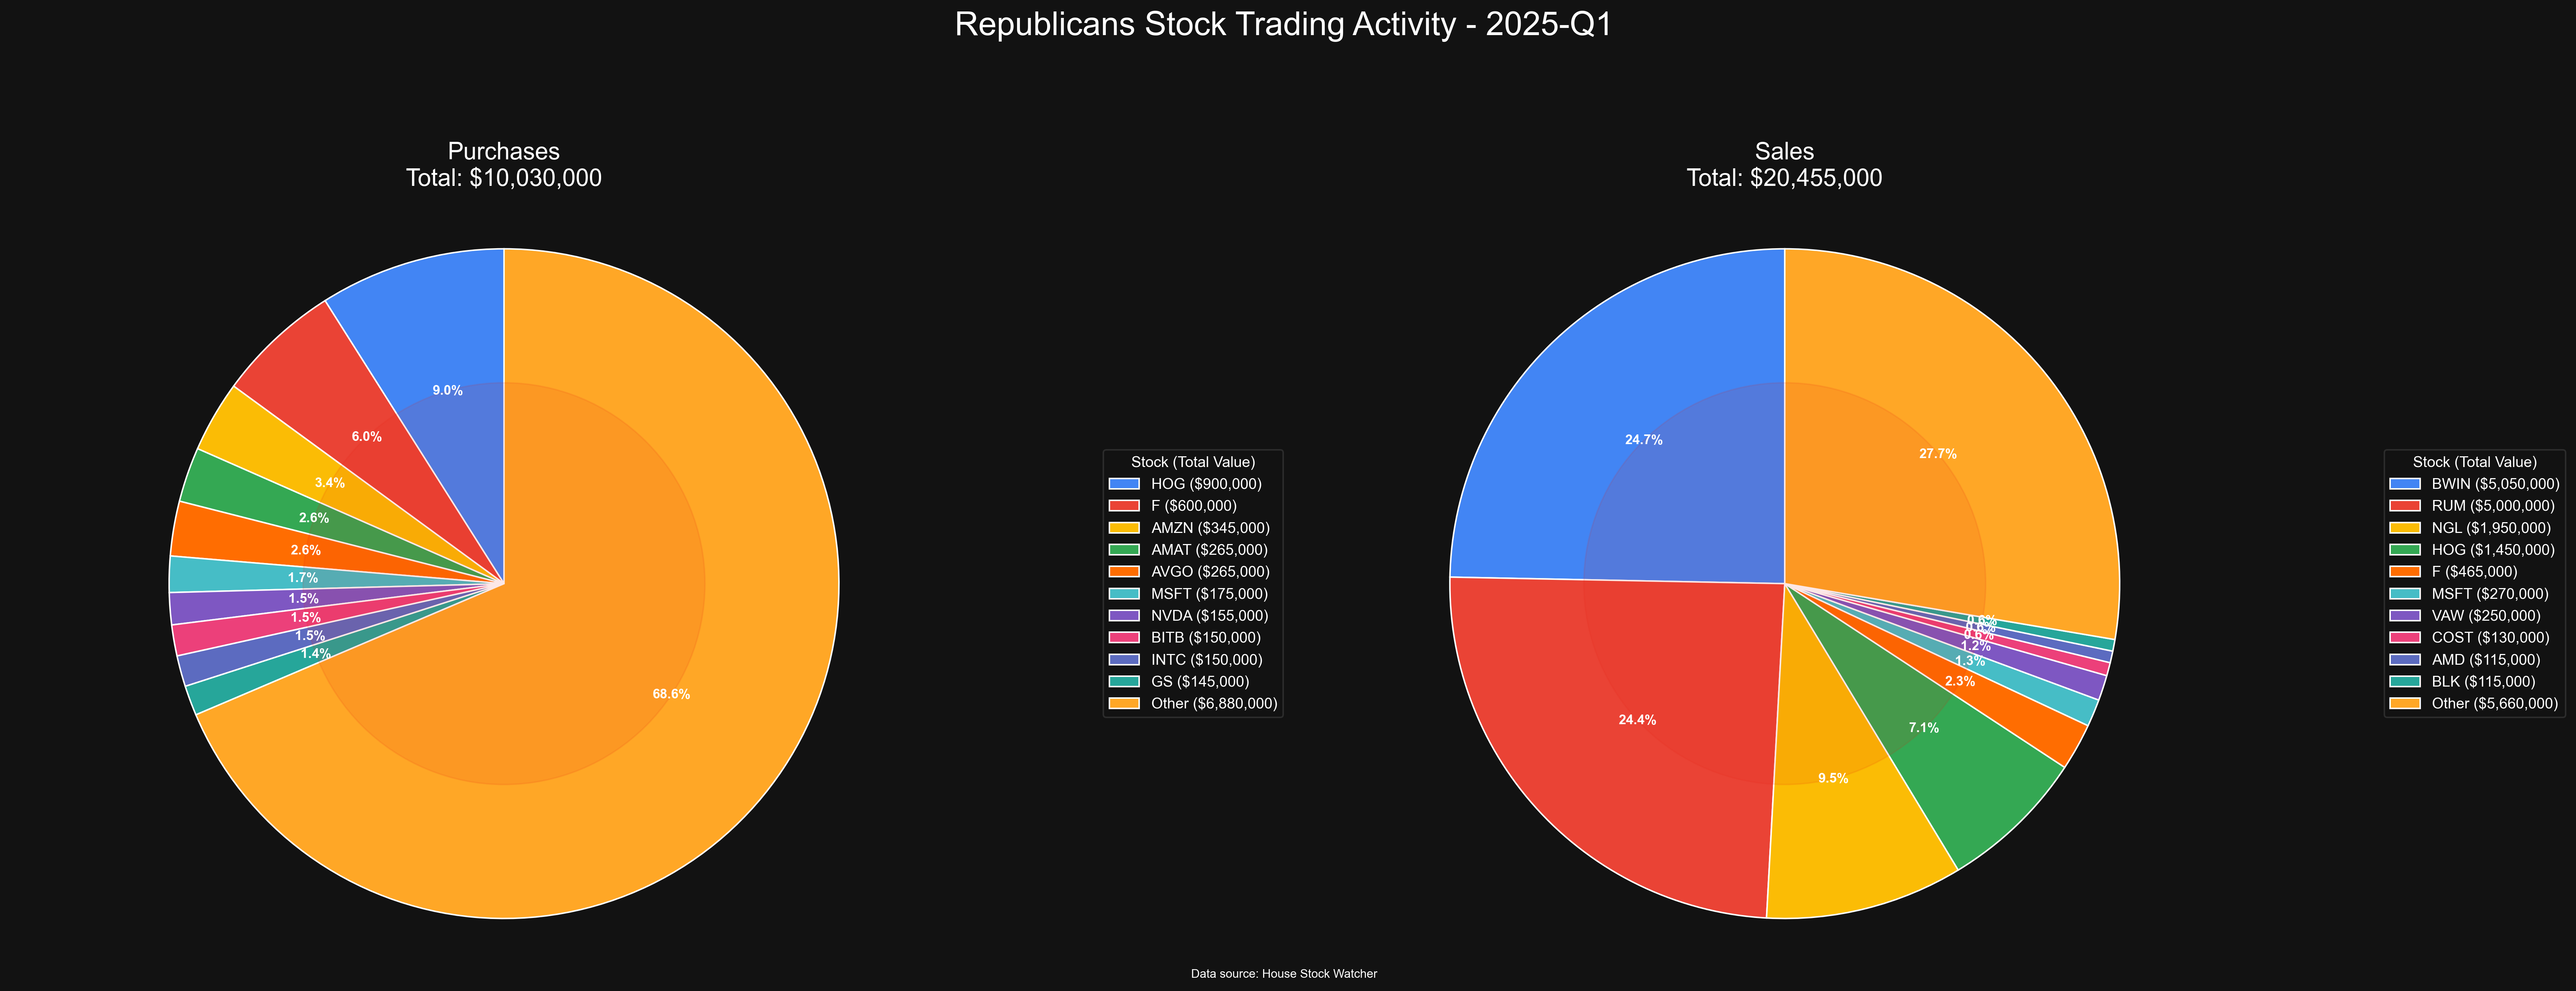 Republicans Stock Trading Activity - 2025-Q1
Purchases
Total: $10,030,000
9.0%
6.0%
3.4%
2.6%
2.6%
1.7%
1.5%
1.5%
1.5%
1.4%
68.6%
Stock (Total Value)
HOG ($900,000)
F ($600,000)
AMZN ($345,000)
AMAT ($265,000)
AVGO ($265,000)
MSFT ($175,000)
NVDA ($155,000)
BITB ($150,000)
INTC ($150,000)
GS ($145,000)
Other ($6,880,000)
Sales
Total: $20,455,000
24.7%
24.4%
9.5%
7.1%
2.3%
1.3%
1.2%
0.6%
0.6%
0.6%
27.7%
Stock (Total Value)
BWIN ($5,050,000)
RUM ($5,000,000)
NGL ($1,950,000)
HOG ($1,450,000)
F ($465,000)
MSFT ($270,000)
VAW ($250,000)
COST ($130,000)
AMD ($115,000)
BLK ($115,000)
Other ($5,660,000)
Data source: House Stock Watcher